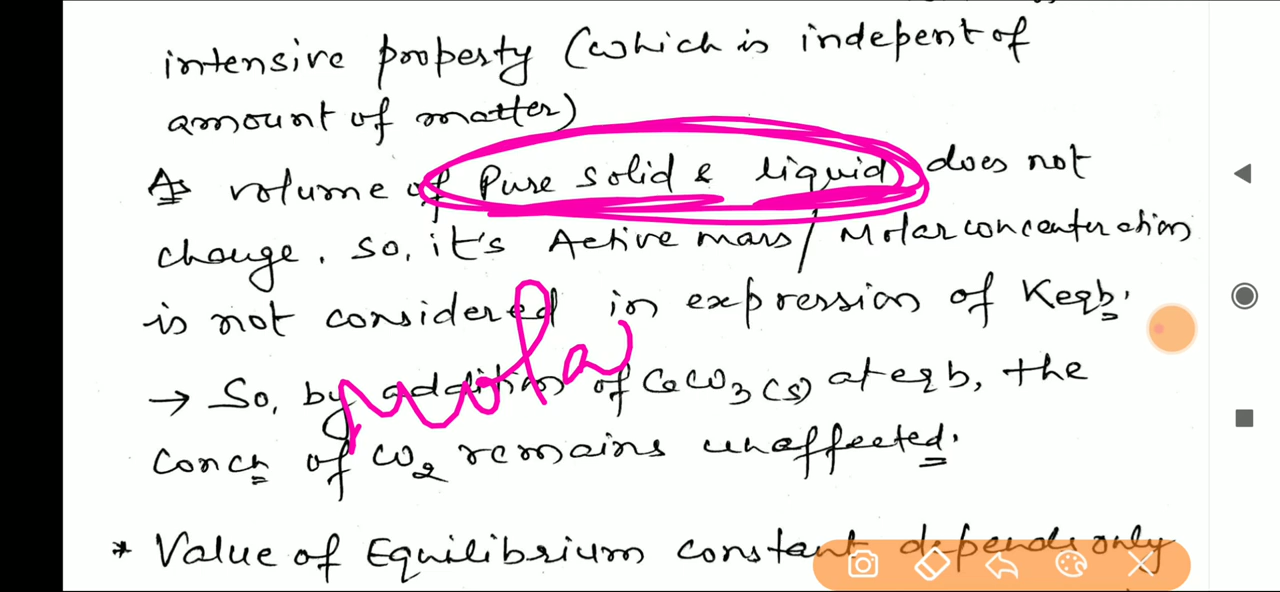 intensive property (which is indepent of
amount of matter)
As volume of Pure solid & liquid does not
change. So, it's Active mass / Molar concentration
is not considered in expression of Keqb.
→ So, by addition of CaCO3(s) at eqb, the
Mola
concn of CO2 remains unaffected.
* Value of Equilibrium constant depends only